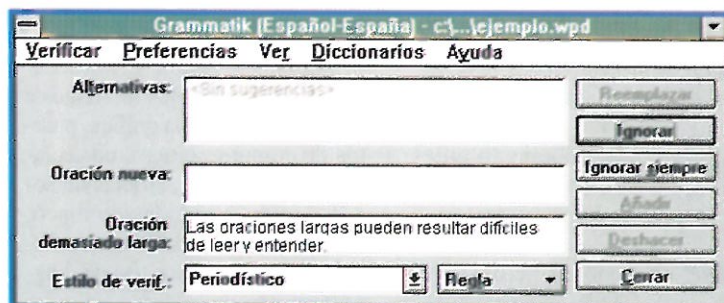 Grammatik (Español-España) - c:\...\ejemplo.wpd
Verificar Preferencias Ver Diccionarios Ayuda
Alternativas: <Sin sugerencias> Reemplazar
Ignorar
Oración nueva: Ignorar siempre
Añadir
Oración demasiado larga: Las oraciones largas pueden resultar difíciles
de leer y entender. Deshacer
Estilo de verif.: Periodístico Regla Cerrar